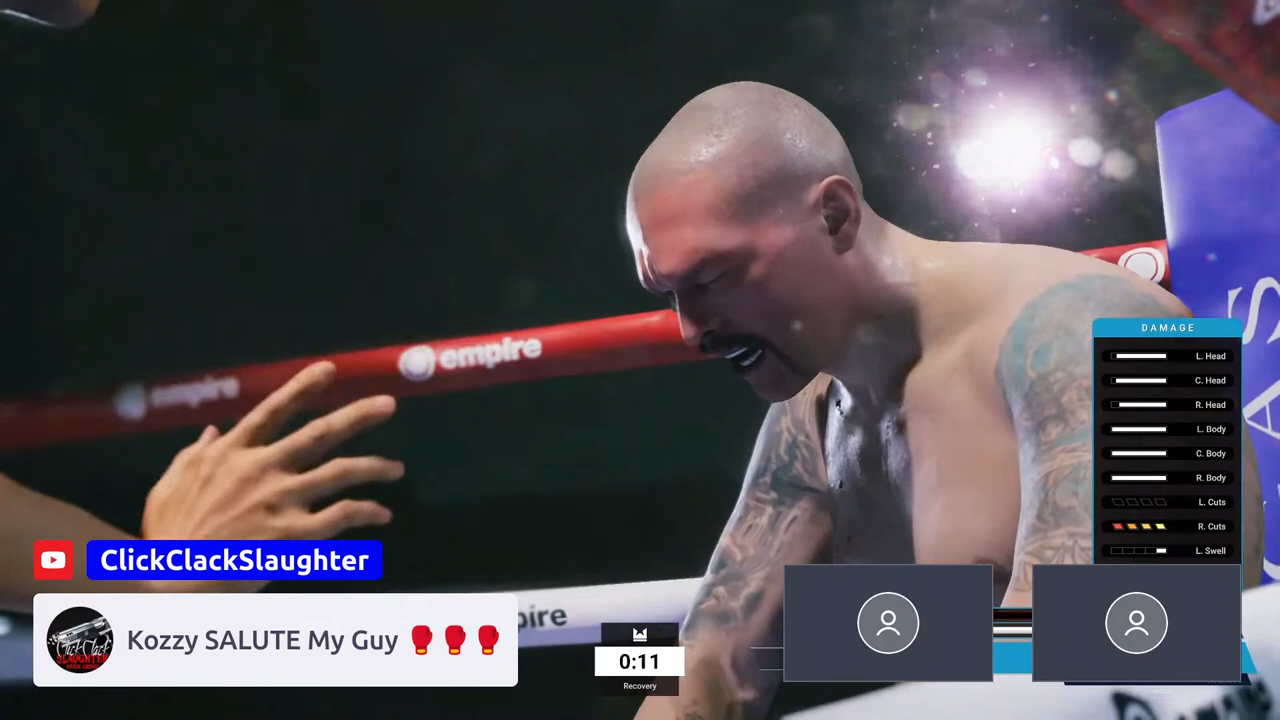 empire
empire
DAMAGE
L. Head
C. Head
R. Head
L. Body
C. Body
R. Body
L. Cuts
R. Cuts
L. Swell
ClickClackSlaughter
Kozzy SALUTE My Guy 🥊🥊🥊
pire
0:11
Recovery